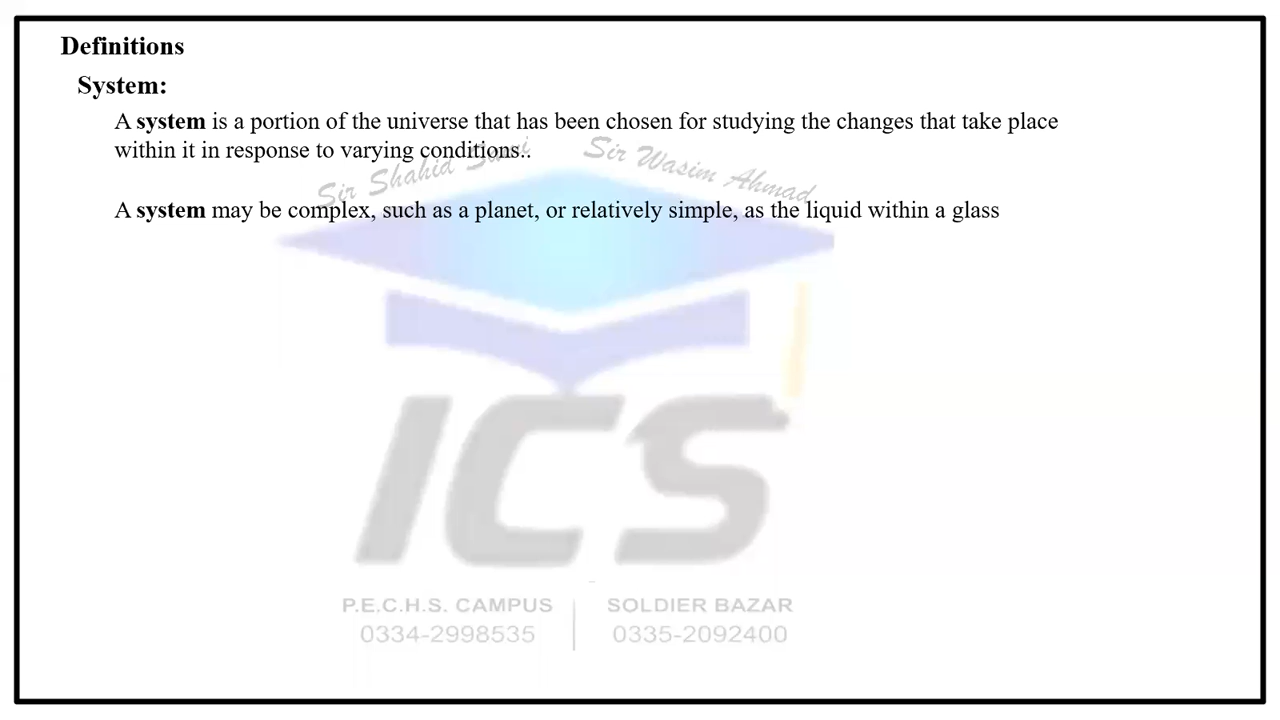 Definitions
System:
A system is a portion of the universe that has been chosen for studying the changes that take place
within it in response to varying conditions..
Sir Shahid Sami
Sir Wasim Ahmad
A system may be complex, such as a planet, or relatively simple, as the liquid within a glass
ICS
P.E.C.H.S. CAMPUS
0334-2998535
SOLDIER BAZAR
0335-2092400